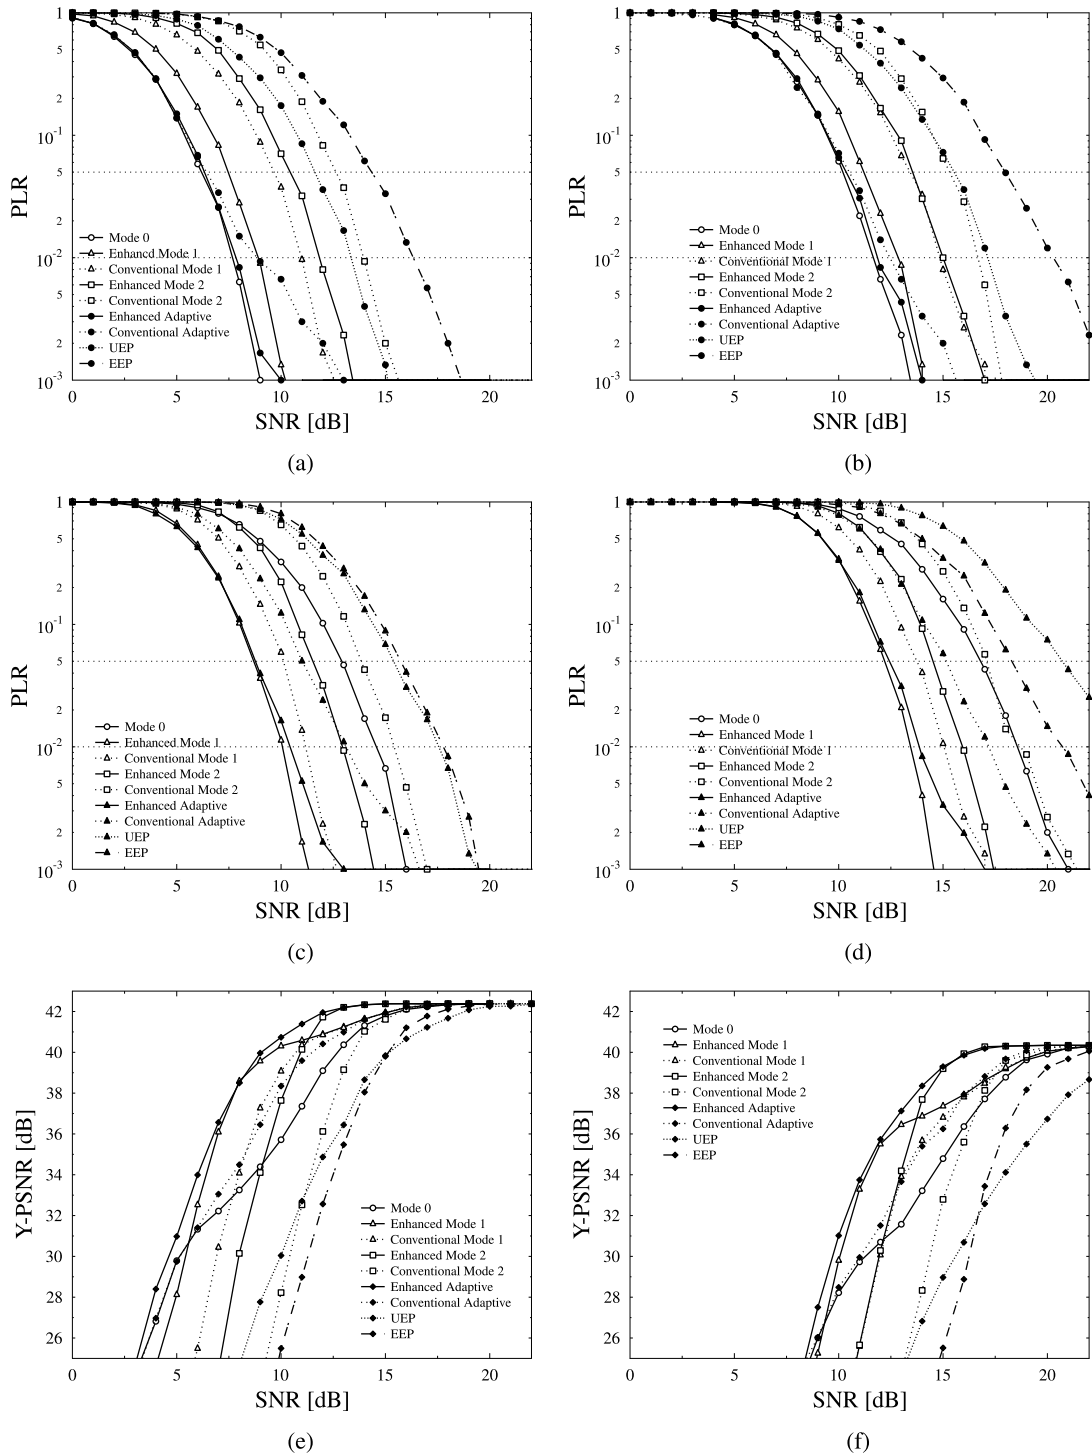 (a)
PLR
1
5
2
10-1
5
2
10-2
5
2
10-3
0 5 10 15 20
SNR [dB]
Mode 0
Enhanced Mode 1
Conventional Mode 1
Enhanced Mode 2
Conventional Mode 2
Enhanced Adaptive
Conventional Adaptive
UEP
EEP
(b)
PLR
1
5
2
10-1
5
2
10-2
5
2
10-3
0 5 10 15 20
SNR [dB]
Mode 0
Enhanced Mode 1
Conventional Mode 1
Enhanced Mode 2
Conventional Mode 2
Enhanced Adaptive
Conventional Adaptive
UEP
EEP
(c)
PLR
1
5
2
10-1
5
2
10-2
5
2
10-3
0 5 10 15 20
SNR [dB]
Mode 0
Enhanced Mode 1
Conventional Mode 1
Enhanced Mode 2
Conventional Mode 2
Enhanced Adaptive
Conventional Adaptive
UEP
EEP
(d)
PLR
1
5
2
10-1
5
2
10-2
5
2
10-3
0 5 10 15 20
SNR [dB]
Mode 0
Enhanced Mode 1
Conventional Mode 1
Enhanced Mode 2
Conventional Mode 2
Enhanced Adaptive
Conventional Adaptive
UEP
EEP
(e)
Y-PSNR [dB]
42
40
38
36
34
32
30
28
26
0 5 10 15 20
SNR [dB]
Mode 0
Enhanced Mode 1
Conventional Mode 1
Enhanced Mode 2
Conventional Mode 2
Enhanced Adaptive
Conventional Adaptive
UEP
EEP
(f)
Y-PSNR [dB]
42
40
38
36
34
32
30
28
26
0 5 10 15 20
SNR [dB]
Mode 0
Enhanced Mode 1
Conventional Mode 1
Enhanced Mode 2
Conventional Mode 2
Enhanced Adaptive
Conventional Adaptive
UEP
EEP